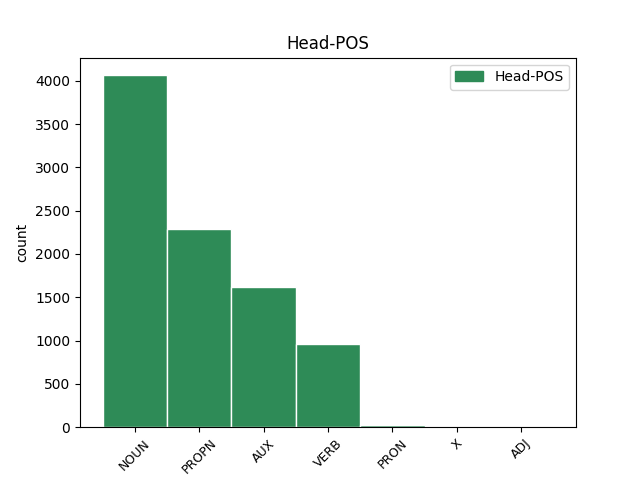 Head-POS
Head-POS
4000
3500
3000
2500
2000
1500
1000
500
0
count
NOUN
PROPN
AUX
VERB
PRON
X
ADJ